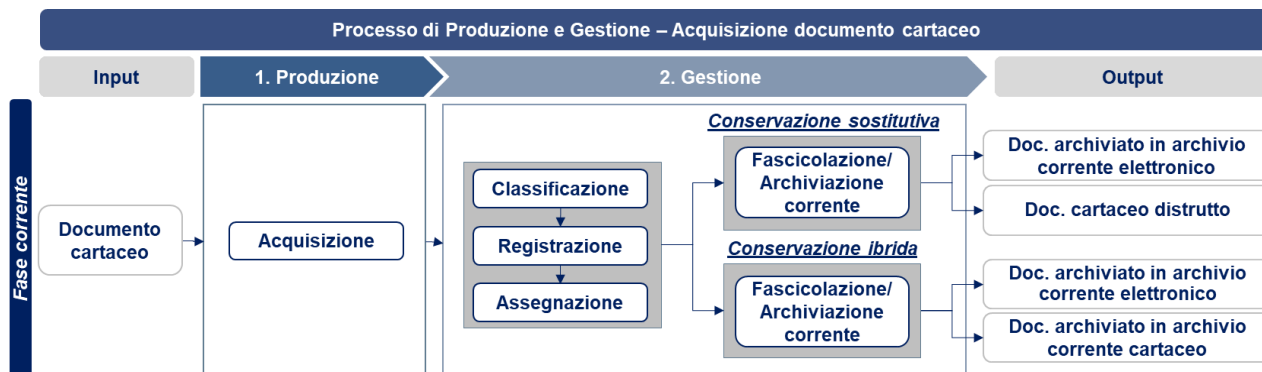 Processo di Produzione e Gestione – Acquisizione documento cartaceo
Input
1. Produzione
2. Gestione
Output
Fase corrente
Documento
cartaceo
Acquisizione
Classificazione
Registrazione
Assegnazione
Conservazione sostitutiva
Fascicolazione/
Archiviazione
corrente
Conservazione ibrida
Fascicolazione/
Archiviazione
corrente
Doc. archiviato in archivio
corrente elettronico
Doc. cartaceo distrutto
Doc. archiviato in archivio
corrente elettronico
Doc. archiviato in archivio
corrente cartaceo